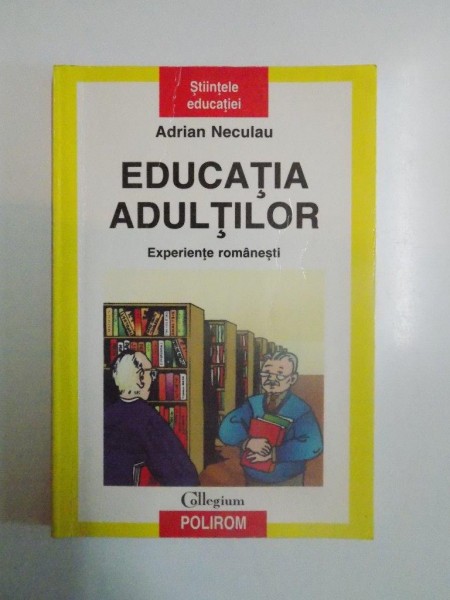 Științele
educației
Adrian Neculau
EDUCAȚIA
ADULȚILOR
Experiențe românești
Collegium
POLIROM